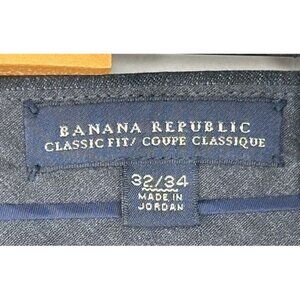 BANANA REPUBLIC
CLASSIC FIT/ COUPE CLASSIQUE
32/34
MADE IN
JORDAN